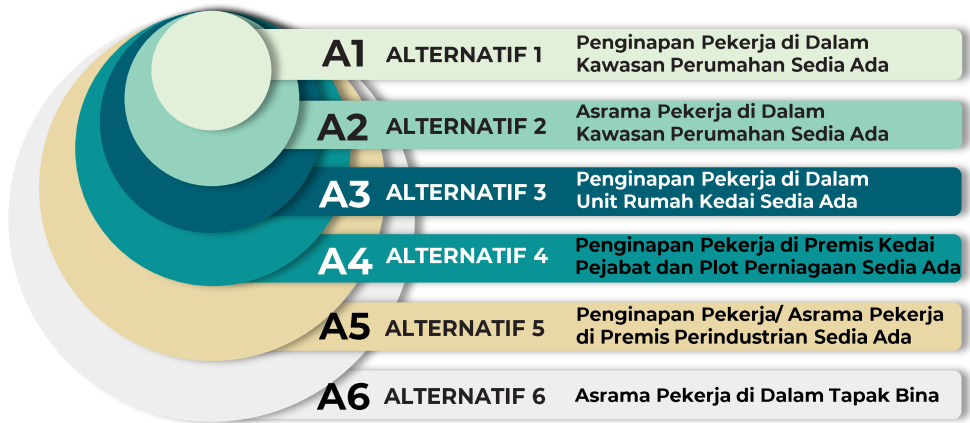 A1 ALTERNATIF 1
Penginapan Pekerja di Dalam
Kawasan Perumahan Sedia Ada
A2 ALTERNATIF 2
Asrama Pekerja di Dalam
Kawasan Perumahan Sedia Ada
A3 ALTERNATIF 3
Penginapan Pekerja di Dalam
Unit Rumah Kedai Sedia Ada
A4 ALTERNATIF 4
Penginapan Pekerja di Premis Kedai
Pejabat dan Plot Perniagaan Sedia Ada
A5 ALTERNATIF 5
Penginapan Pekerja/ Asrama Pekerja
di Premis Perindustrian Sedia Ada
A6 ALTERNATIF 6
Asrama Pekerja di Dalam Tapak Bina